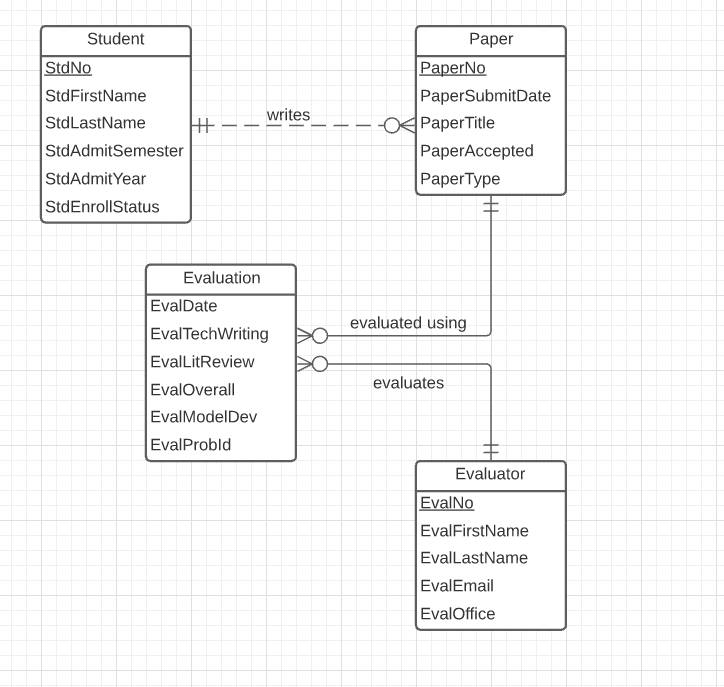 Student
StdNo
StdFirstName
StdLastName
StdAdmitSemester
StdAdmitYear
StdEnrollStatus
writes
Paper
PaperNo
PaperSubmitDate
PaperTitle
PaperAccepted
PaperType
Evaluation
EvalDate
EvalTechWriting
EvalLitReview
EvalOverall
EvalModelDev
EvalProbId
evaluated using
evaluates
Evaluator
EvalNo
EvalFirstName
EvalLastName
EvalEmail
EvalOffice